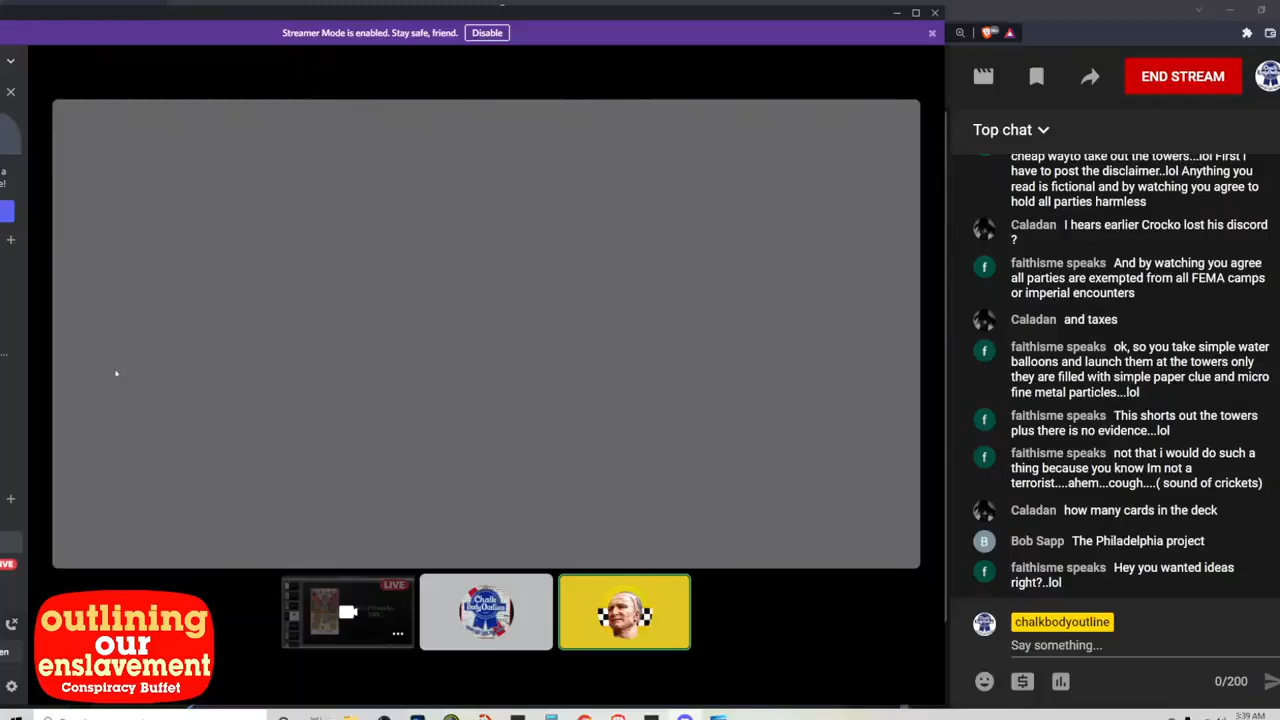 Streamer Mode is enabled. Stay safe, friend.
Disable
END STREAM
Top chat
cheap wayto take out the towers...lol First I
have to post the disclaimer..lol Anything you
read is fictional and by watching you agree to
hold all parties harmless
Caladan I hears earlier Crocko lost his discord
?
faithisme speaks And by watching you agree
all parties are exempted from all FEMA camps
or imperial encounters
Caladan and taxes
faithisme speaks ok, so you take simple water
balloons and launch them at the towers only
they are filled with simple paper clue and micro
fine metal particles...lol
faithisme speaks This shorts out the towers
plus there is no evidence...lol
faithisme speaks not that i would do such a
thing because you know Im not a
terrorist....ahem...cough....( sound of crickets)
Caladan how many cards in the deck
B Bob Sapp The Philadelphia project
f faithisme speaks Hey you wanted ideas
right?..lol
chalkbodyoutline
Say something...
0/200
LIVE
Chalk
Body Outline
outlining
our
enslavement
Conspiracy Buffet
3:39 AM